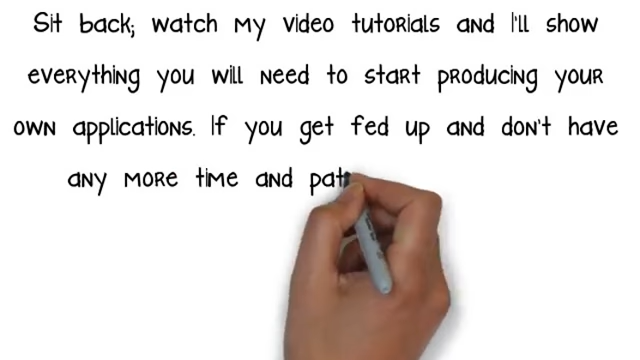 Sit back; watch my video tutorials and I'll show
everything you will need to start producing your
own applications. If you get fed up and don't have
any more time and pat